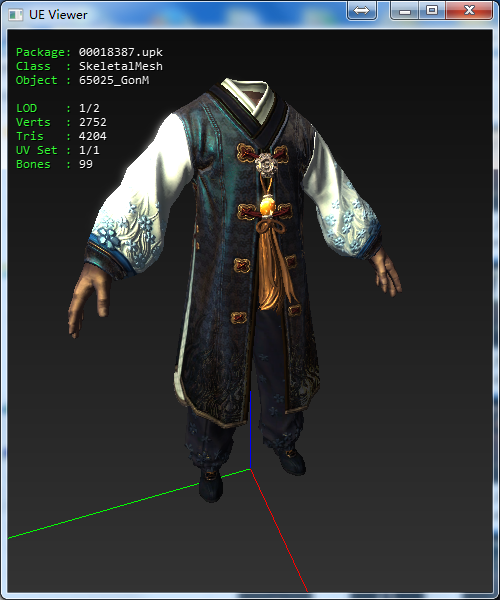 UE Viewer
Package: 00018387.upk
Class  : SkeletalMesh
Object : 65025_GonM
LOD    : 1/2
Verts  : 2752
Tris   : 4204
UV Set : 1/1
Bones  : 99